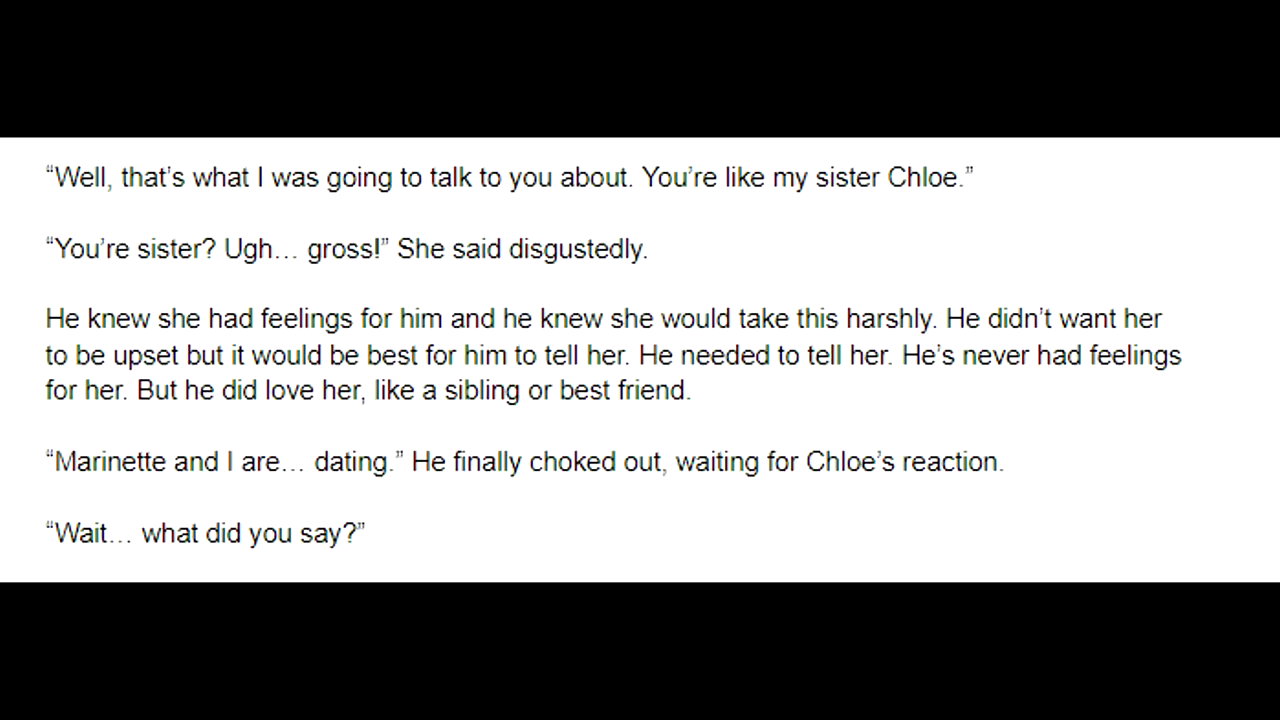 “Well, that’s what I was going to talk to you about. You’re like my sister Chloe.”
“You’re sister? Ugh… gross!” She said disgustedly.
He knew she had feelings for him and he knew she would take this harshly. He didn’t want her
to be upset but it would be best for him to tell her. He needed to tell her. He’s never had feelings
for her. But he did love her, like a sibling or best friend.
“Marinette and I are… dating.” He finally choked out, waiting for Chloe’s reaction.
“Wait… what did you say?”